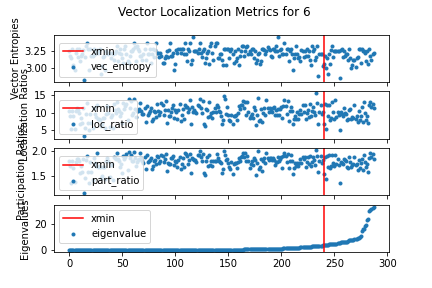 Vector Localization Metrics for 6
Vector Entropies
3.25
3.00
xmin
vec_entropy
Localization Ratios
15
10
5
xmin
loc_ratio
Participation Ratios
2.0
1.5
xmin
part_ratio
Eigenvalues
20
0
xmin
eigenvalue
0
50
100
150
200
250
300